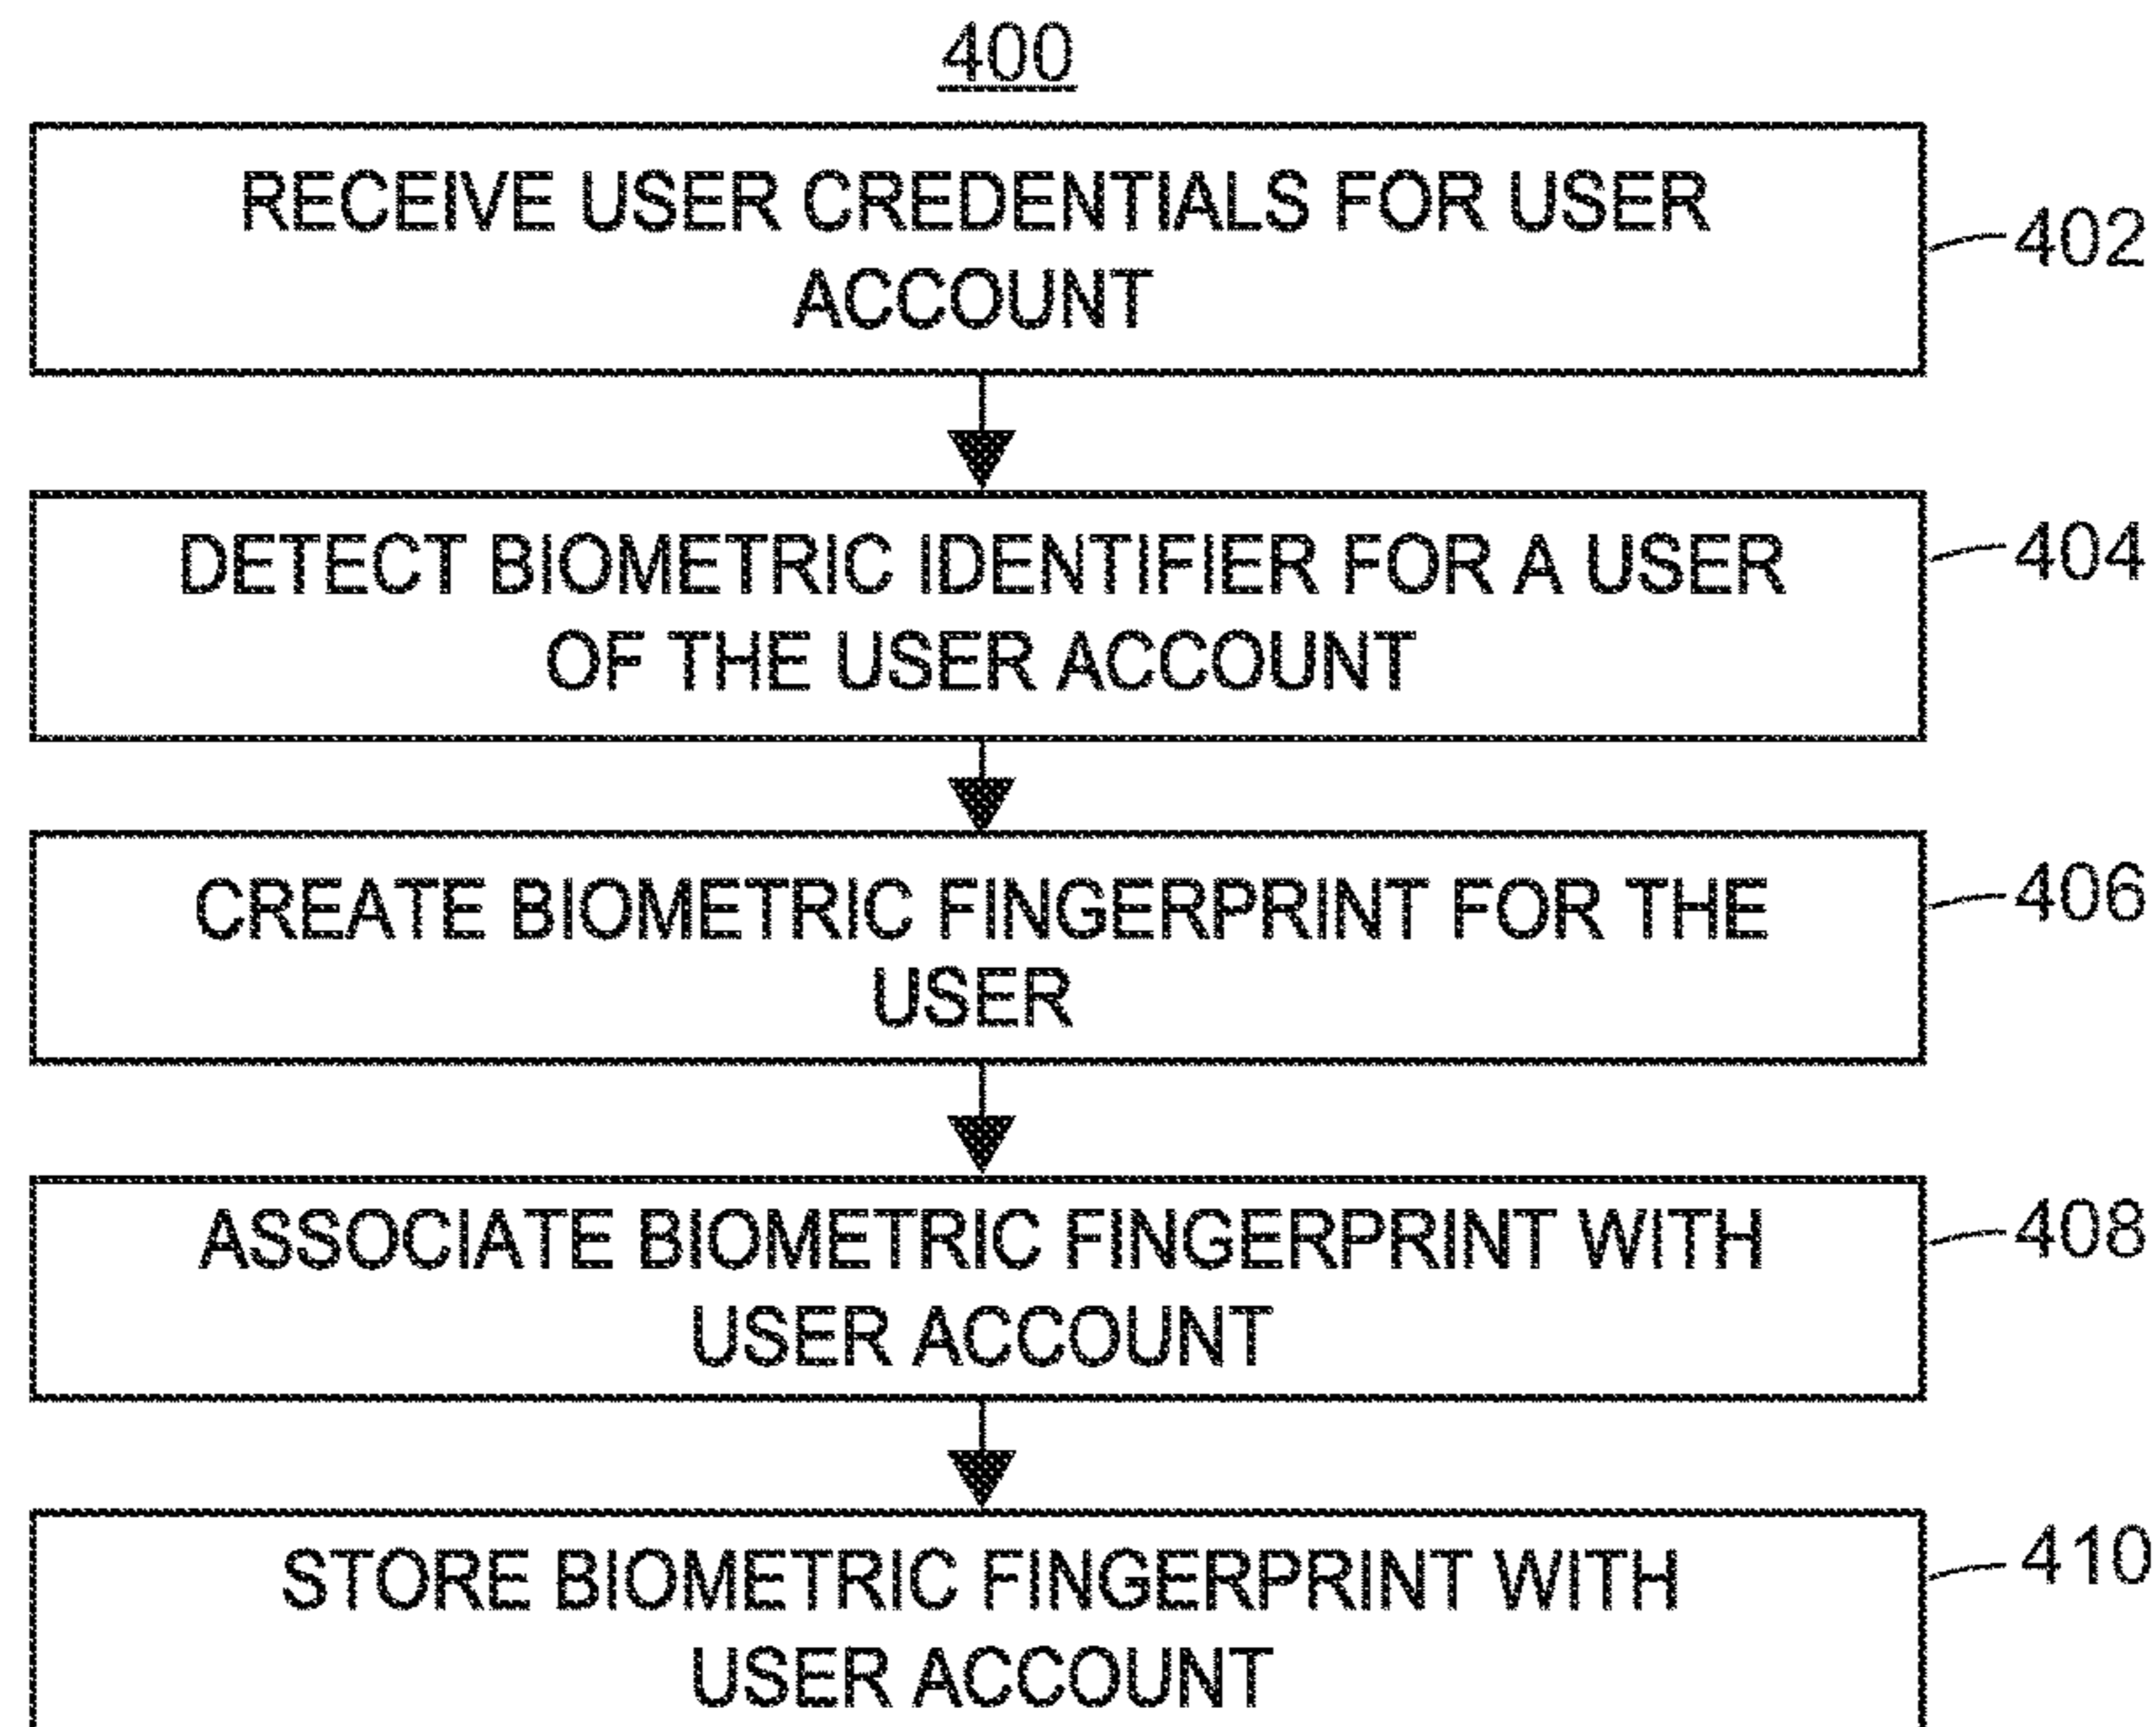 400
RECEIVE USER CREDENTIALS FOR USER
ACCOUNT
402
DETECT BIOMETRIC IDENTIFIER FOR A USER
OF THE USER ACCOUNT
404
CREATE BIOMETRIC FINGERPRINT FOR THE
USER
406
ASSOCIATE BIOMETRIC FINGERPRINT WITH
USER ACCOUNT
408
STORE BIOMETRIC FINGERPRINT WITH
USER ACCOUNT
410